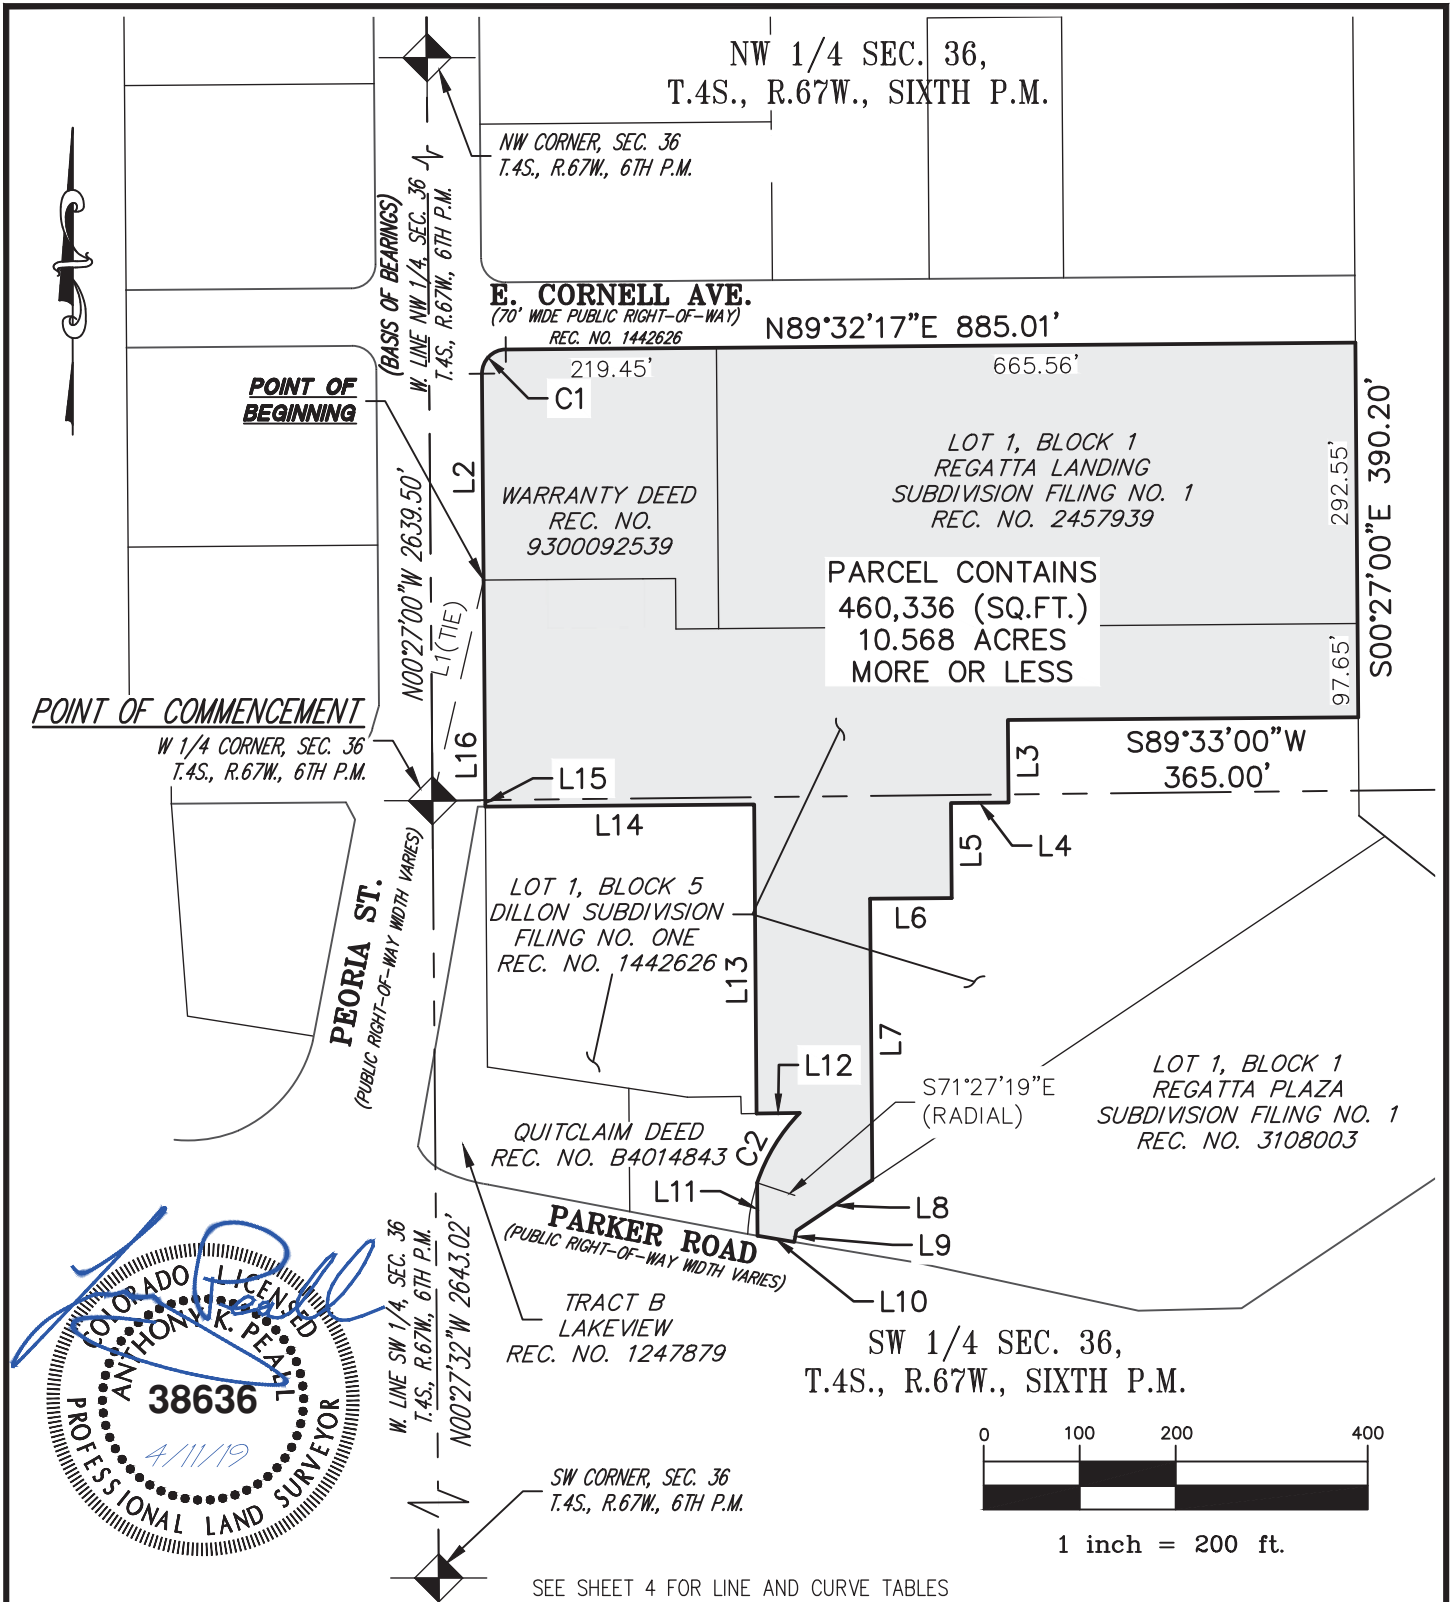 NW 1/4 SEC. 36,
T.4S., R.67W., SIXTH P.M.
NW CORNER, SEC. 36
T.4S., R.67W., 6TH P.M.
(BASIS OF BEARINGS)
W. LINE NW 1/4, SEC. 36
T.4S., R.67W., 6TH P.M.
E. CORNELL AVE.
(70' WIDE PUBLIC RIGHT-OF-WAY)
REC. NO. 1442626
N89°32'17"E 885.01'
219.45'
665.56'
C1
POINT OF
BEGINNING
L2
N00°27'00"W 2639.50'
L1(TIE)
WARRANTY DEED
REC. NO.
9300092539
LOT 1, BLOCK 1
REGATTA LANDING
SUBDIVISION FILING NO. 1
REC. NO. 2457939
292.55'
S00°27'00"E 390.20'
97.65'
PARCEL CONTAINS
460,336 (SQ.FT.)
10.568 ACRES
MORE OR LESS
POINT OF COMMENCEMENT
W 1/4 CORNER, SEC. 36
T.4S., R.67W., 6TH P.M.
L16
L15
L14
L3
S89°33'00"W
365.00'
L4
L5
L6
PEORIA ST.
(PUBLIC RIGHT-OF-WAY WIDTH VARIES)
LOT 1, BLOCK 5
DILLON SUBDIVISION
FILING NO. ONE
REC. NO. 1442626
L13
L7
L12
S71°27'19"E
(RADIAL)
LOT 1, BLOCK 1
REGATTA PLAZA
SUBDIVISION FILING NO. 1
REC. NO. 3108003
QUITCLAIM DEED
REC. NO. B4014843
C2
L11
L8
L9
L10
PARKER ROAD
(PUBLIC RIGHT-OF-WAY WIDTH VARIES)
W. LINE SW 1/4, SEC. 36
T.4S., R.67W., 6TH P.M.
N00°27'32"W 2643.02'
TRACT B
LAKEVIEW
REC. NO. 1247879
SW 1/4 SEC. 36,
T.4S., R.67W., SIXTH P.M.
COLORADO LICENSED
ANTHONY K. PEALL
38636
4/11/19
PROFESSIONAL LAND SURVEYOR
SW CORNER, SEC. 36
T.4S., R.67W., 6TH P.M.
0 100 200 400
1 inch = 200 ft.
SEE SHEET 4 FOR LINE AND CURVE TABLES